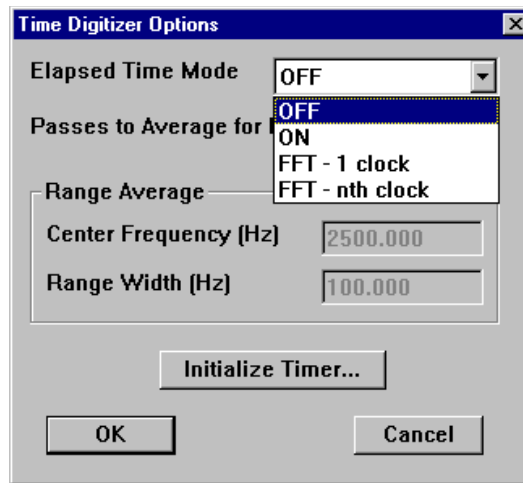 Time Digitizer Options
Elapsed Time Mode OFF
OFF
Passes to Average for
ON
FFT - 1 clock
FFT - nth clock
Range Average
Center Frequency (Hz) 2500.000
Range Width (Hz) 100.000
Initialize Timer...
OK Cancel